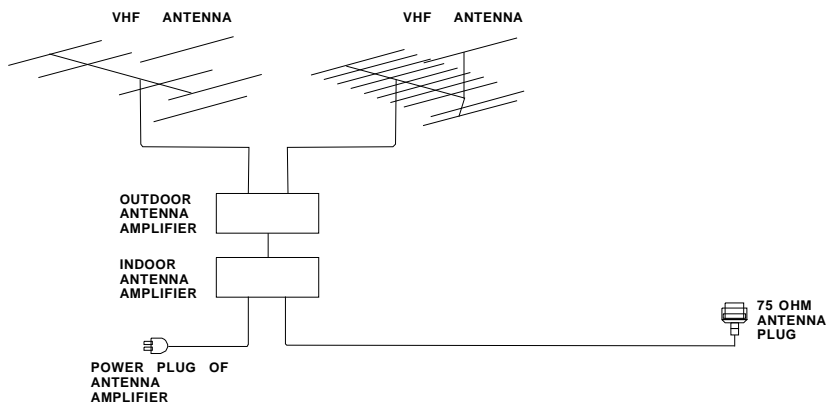 VHF ANTENNA
VHF ANTENNA
OUTDOOR
ANTENNA
AMPLIFIER
INDOOR
ANTENNA
AMPLIFIER
75 OHM
ANTENNA
PLUG
POWER PLUG OF
ANTENNA
AMPLIFIER